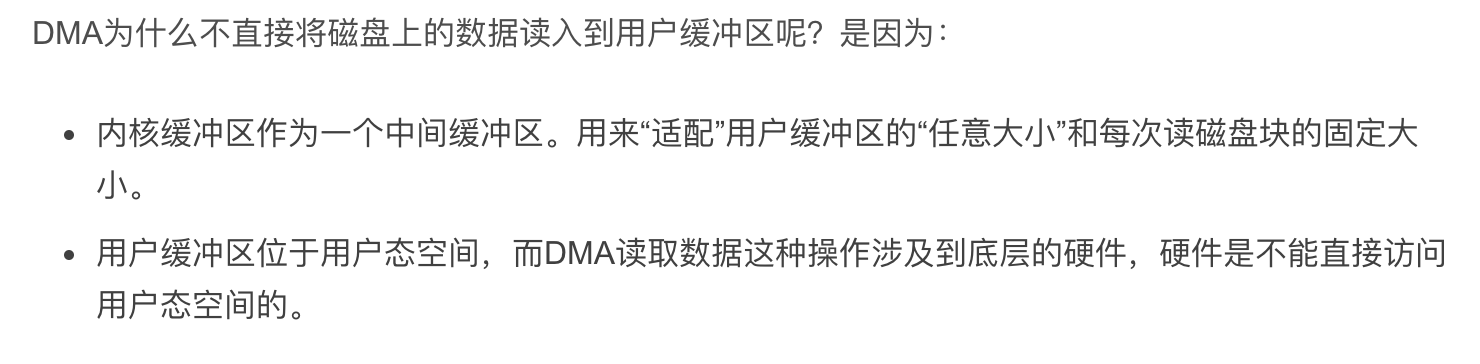 DMA为什么不直接将磁盘上的数据读入到用户缓冲区呢？是因为：
• 内核缓冲区作为一个中间缓冲区。用来“适配”用户缓冲区的“任意大小”和每次读磁盘块的固定大
小。
• 用户缓冲区位于用户态空间，而DMA读取数据这种操作涉及到底层的硬件，硬件是不能直接访问
用户态空间的。